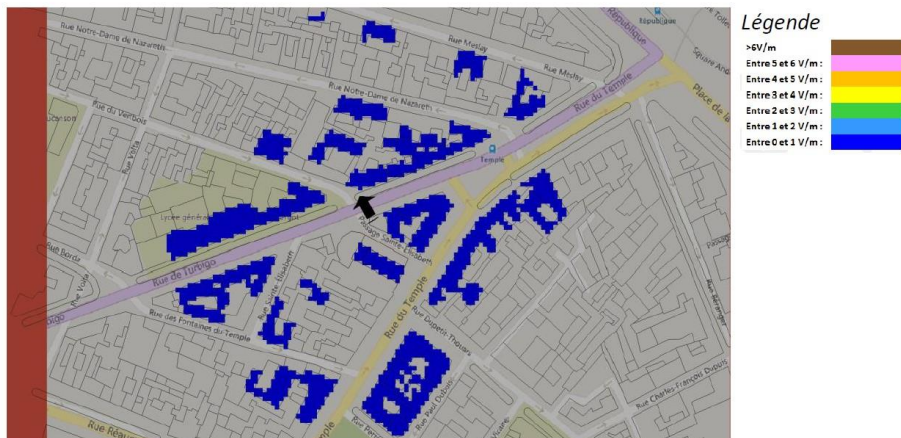 Légende
>6V/m
Entre 5 et 6 V/m :
Entre 4 et 5 V/m :
Entre 3 et 4 V/m :
Entre 2 et 3 V/m :
Entre 1 et 2 V/m :
Entre 0 et 1 V/m :
République
République
Rue Notre-Dame de Nazareth
Rue Meslay
Rue Meslay
Square
Place de la
Rue Notre-Dame de Nazareth
Rue du Temple
Rue du Vertbois
Rue Volta
Temple
Lycée
Passage Sainte-Élisabeth
Rue Borda
Rue de Turbigo
Rue Volta
Rue Sainte-Élisabeth
Rue Béranger
Rue des Fontaines du Temple
Rue du Temple
Rue Dupetit-Thouars
Rue Charles-François Dupuis
Rue Paul Dubois